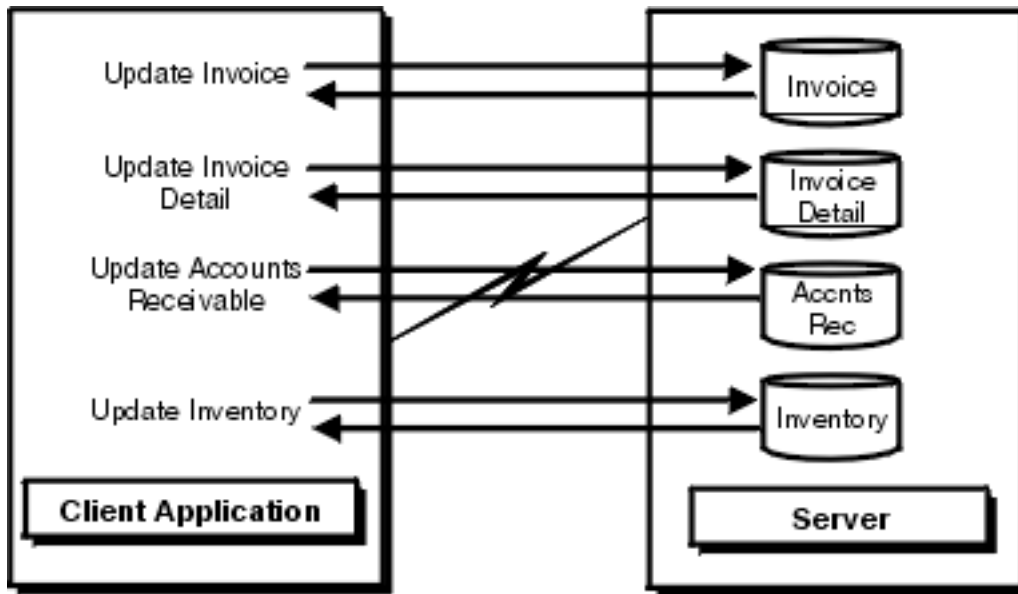 Update Invoice
Invoice
Update Invoice
Detail
Invoice
Detail
Update Accounts
Receivable
Accnts
Rec
Update Inventory
Inventory
Client Application
Server